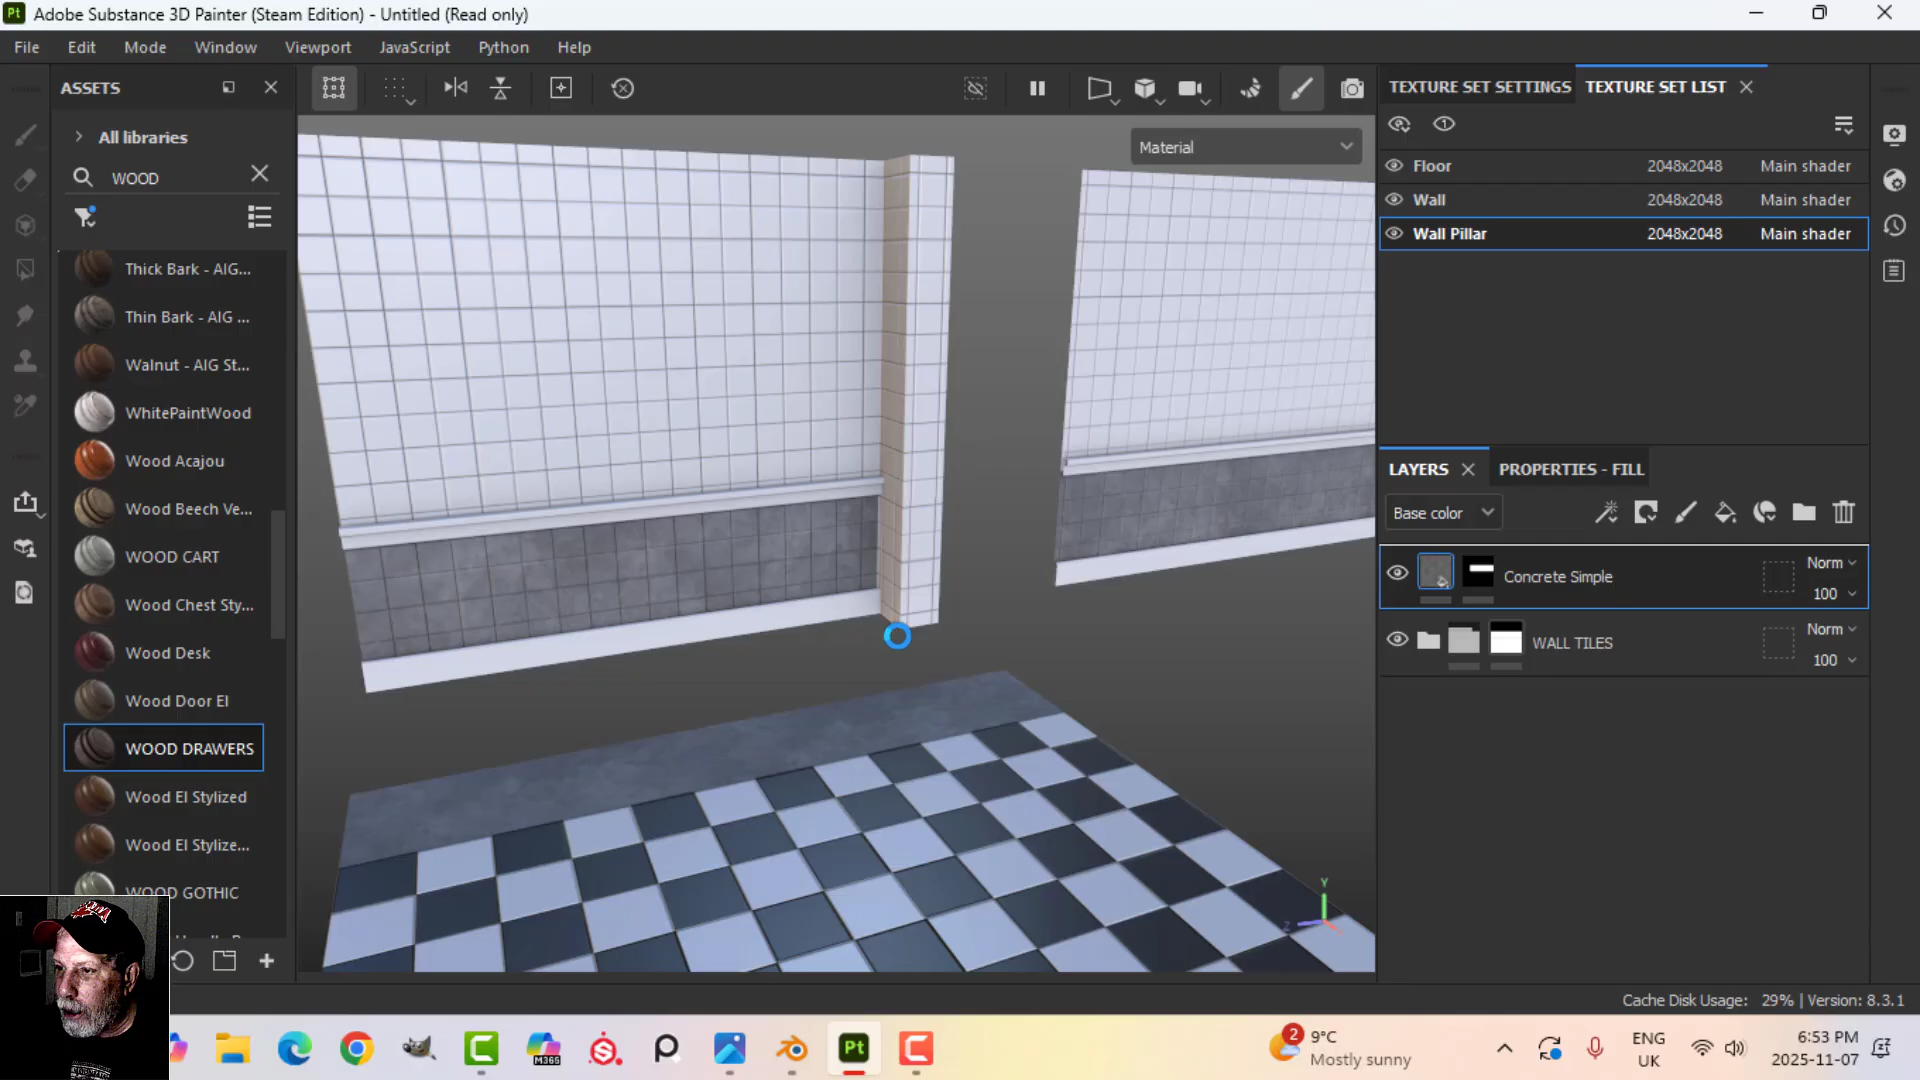 Pt Adobe Substance 3D Painter (Steam Edition) - Untitled (Read only)
File Edit Mode Window Viewport JavaScript Python Help
ASSETS
All libraries
WOOD
Thick Bark - AIG...
Thin Bark - AIG ...
Walnut - AIG St...
WhitePaintWood
Wood Acajou
Wood Beech Ve...
WOOD CART
Wood Chest Sty...
Wood Desk
Wood Door El
WOOD DRAWERS
Wood El Stylized
Wood El Stylize...
WOOD GOTHIC
Material
Y
Z
TEXTURE SET SETTINGS TEXTURE SET LIST
Floor 2048x2048 Main shader
Wall 2048x2048 Main shader
Wall Pillar 2048x2048 Main shader
LAYERS PROPERTIES - FILL
Base color
Concrete Simple Norm 100
WALL TILES Norm 100
Cache Disk Usage: 29% | Version: 8.3.1
M365
Pt
2
9°C
Mostly sunny
ENG
UK
6:53 PM
2025-11-07